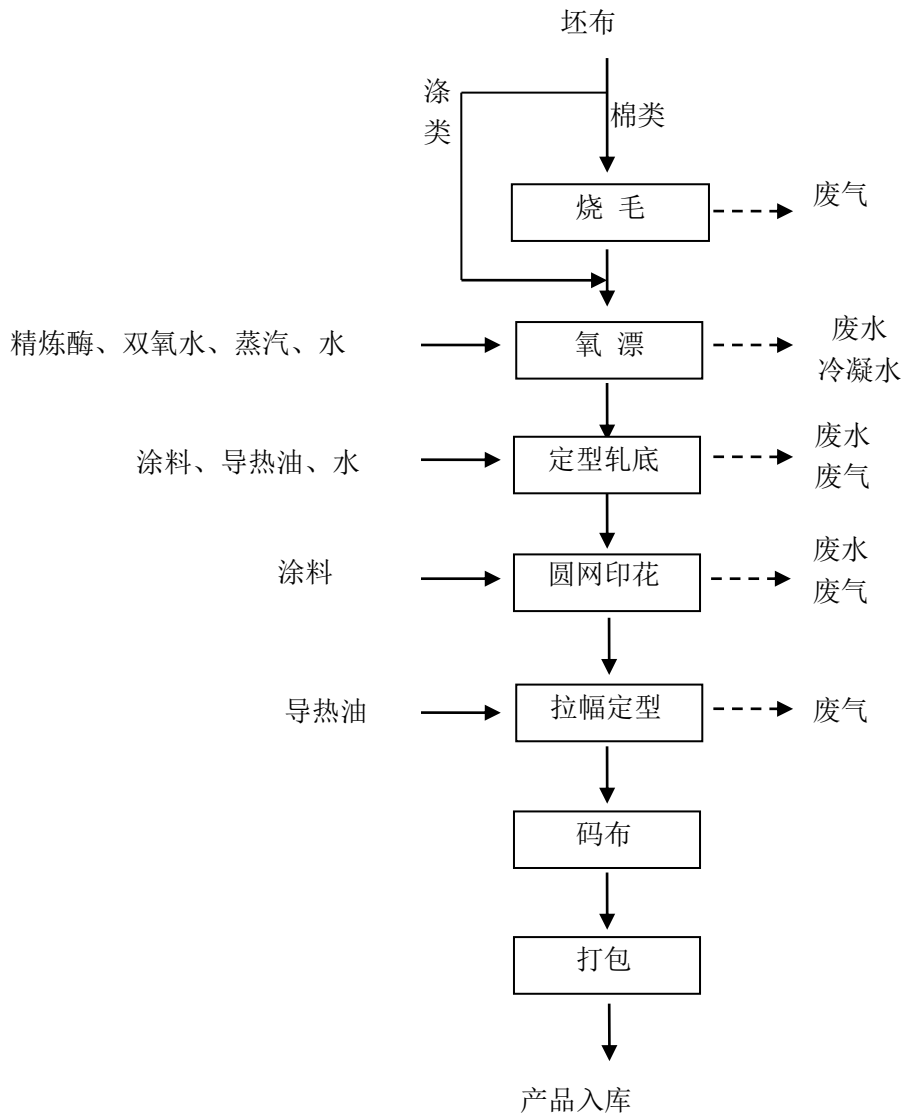 坯布
涤
类
棉类
烧 毛
废气
精炼酶、双氧水、蒸汽、水
氧 漂
废水
冷凝水
涂料、导热油、水
定型轧底
废水
废气
涂料
圆网印花
废水
废气
导热油
拉幅定型
废气
码布
打包
产品入库